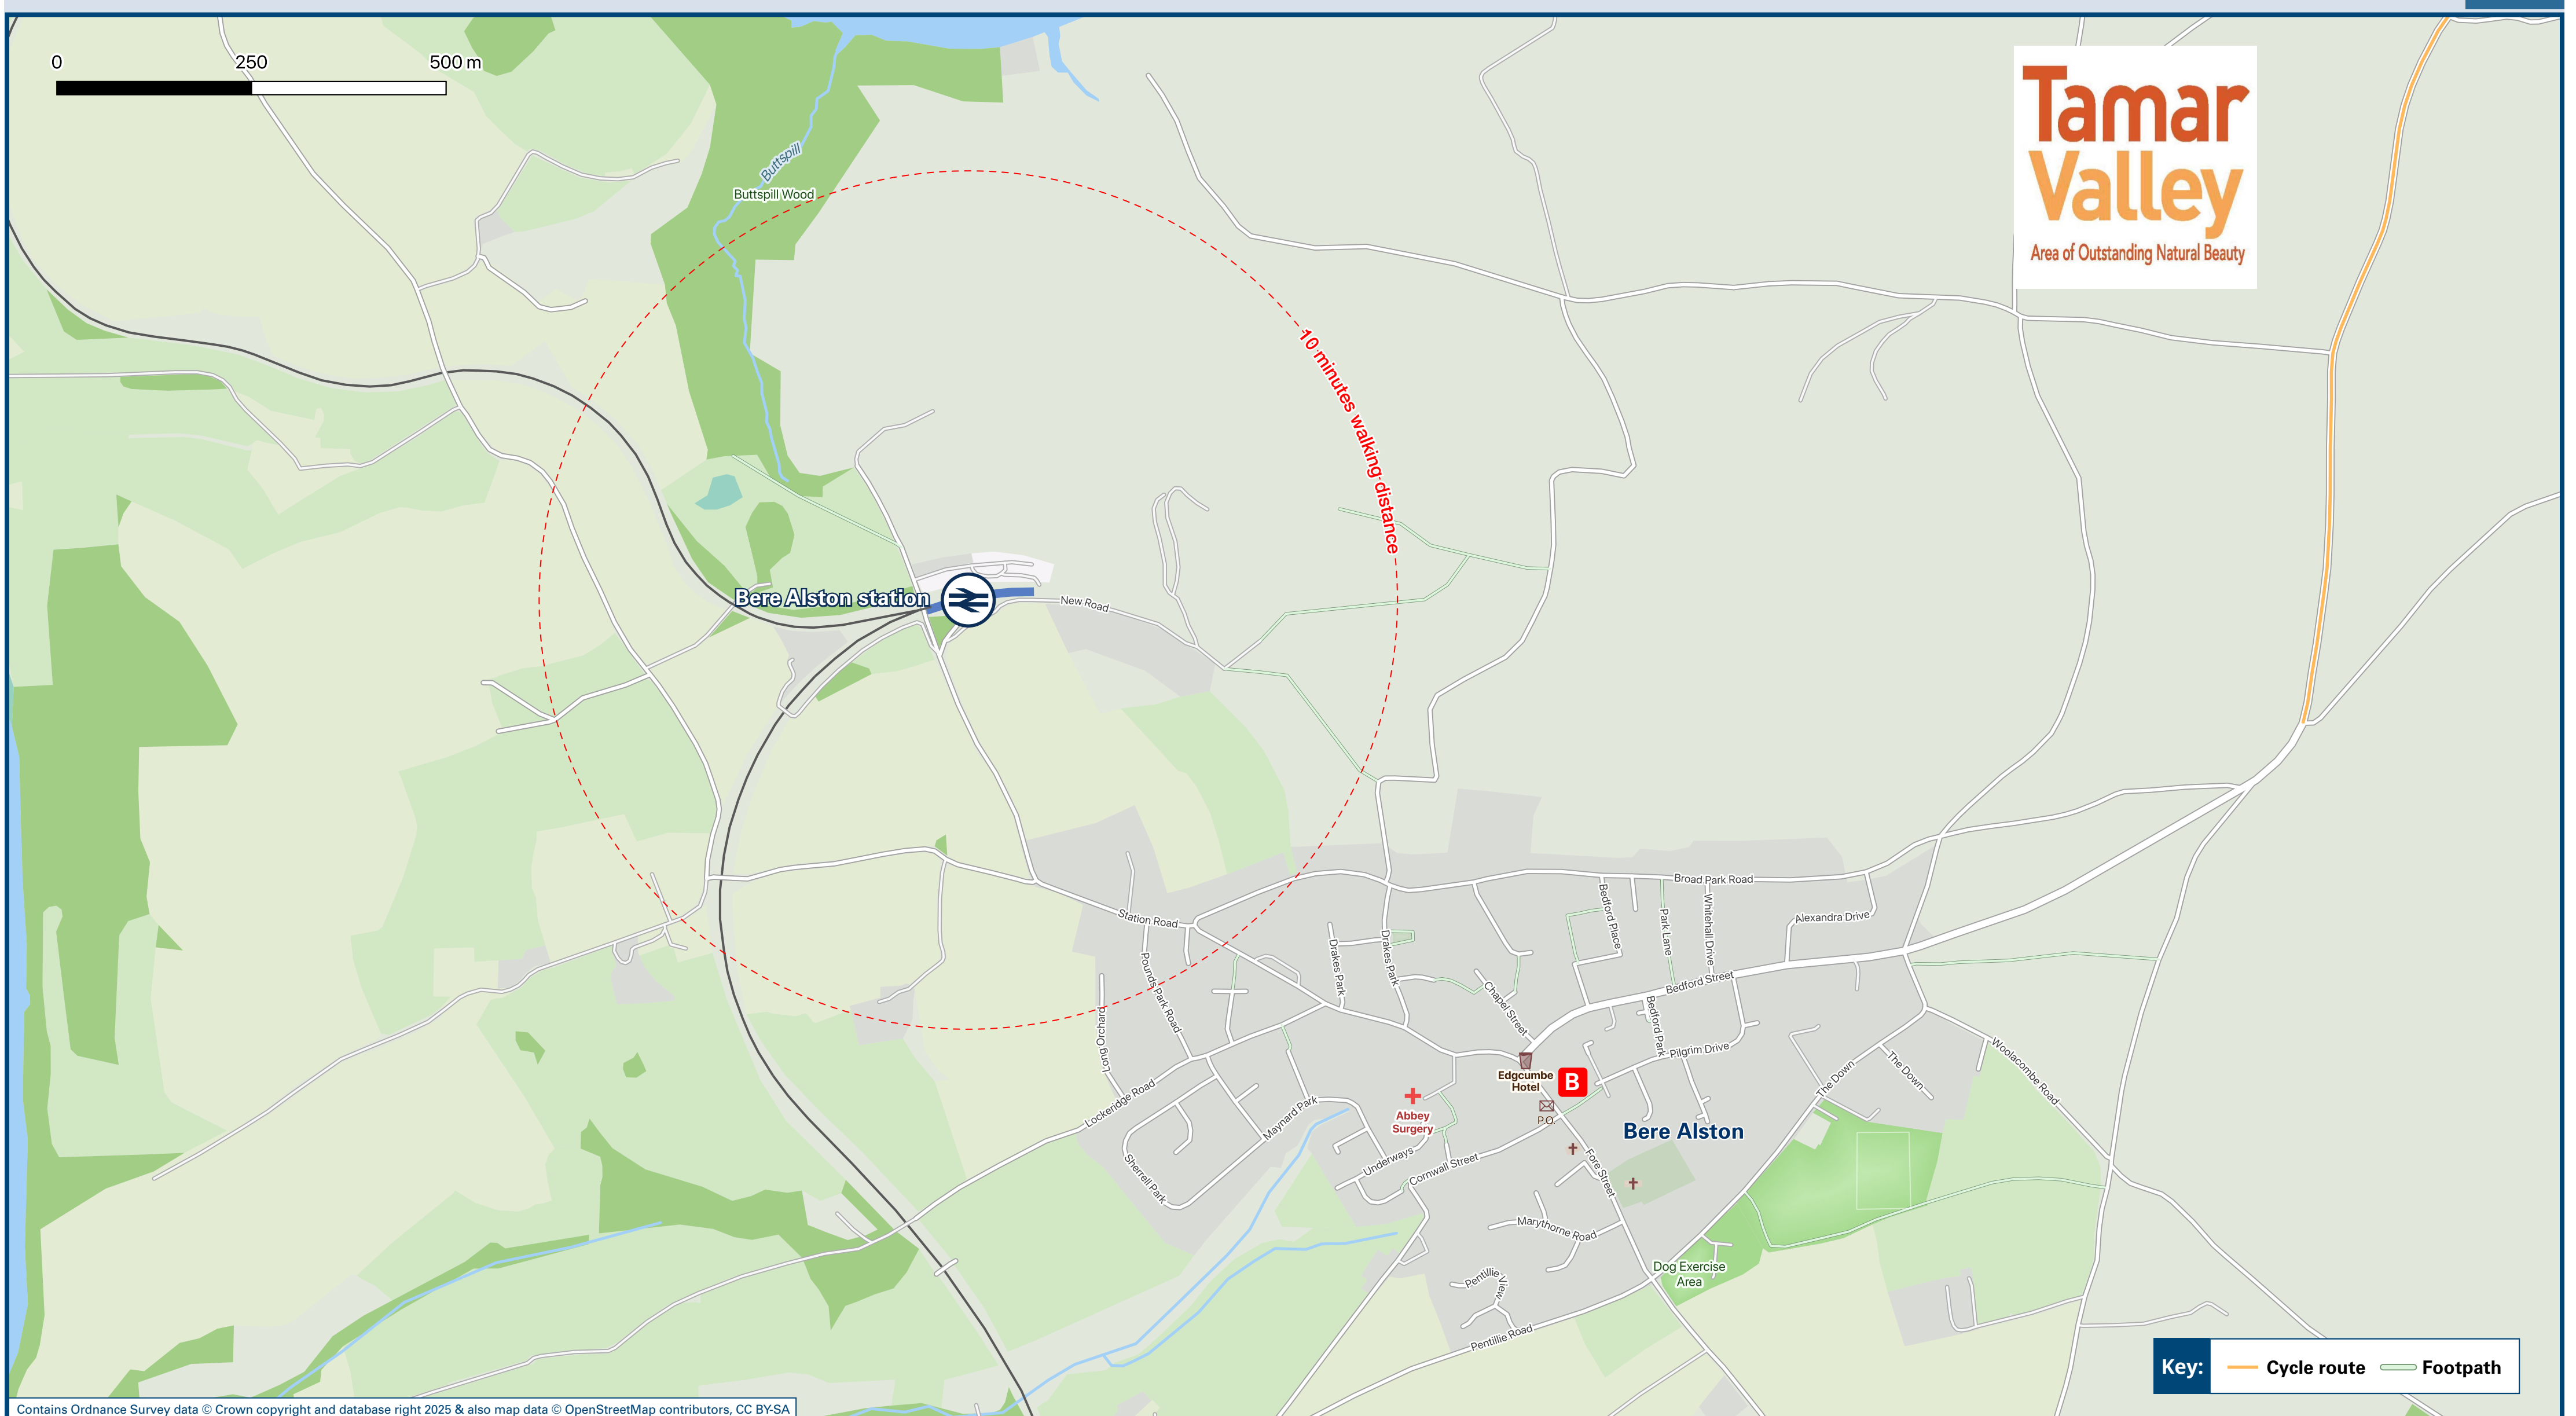 0 250 500 m
Tamar
Valley
Area of Outstanding Natural Beauty
Buttspill
Buttspill Wood
10 minutes walking distance
Bere Alston station
New Road
Station Road
Broad Park Road
Bedford Place
Park Lane
Whitehall Drive
Alexandra Drive
Drakes Park
Drakes Park
Pounds Park Road
Long Orchard
Chapel Street
Bedford Street
Bedford Park
Pilgrim Drive
Woolacombe Road
The Down
The Down
Edgcumbe
Hotel
B
P.O.
Abbey
Surgery
Bere Alston
Lockeridge Road
Maynard Park
Sherrell Park
Underways
Cornwall Street
Fore Street
Marythorne Road
Pentillie View
Dog Exercise
Area
Pentillie Road
Key: Cycle route Footpath
Contains Ordnance Survey data © Crown copyright and database right 2025 & also map data © OpenStreetMap contributors, CC BY-SA